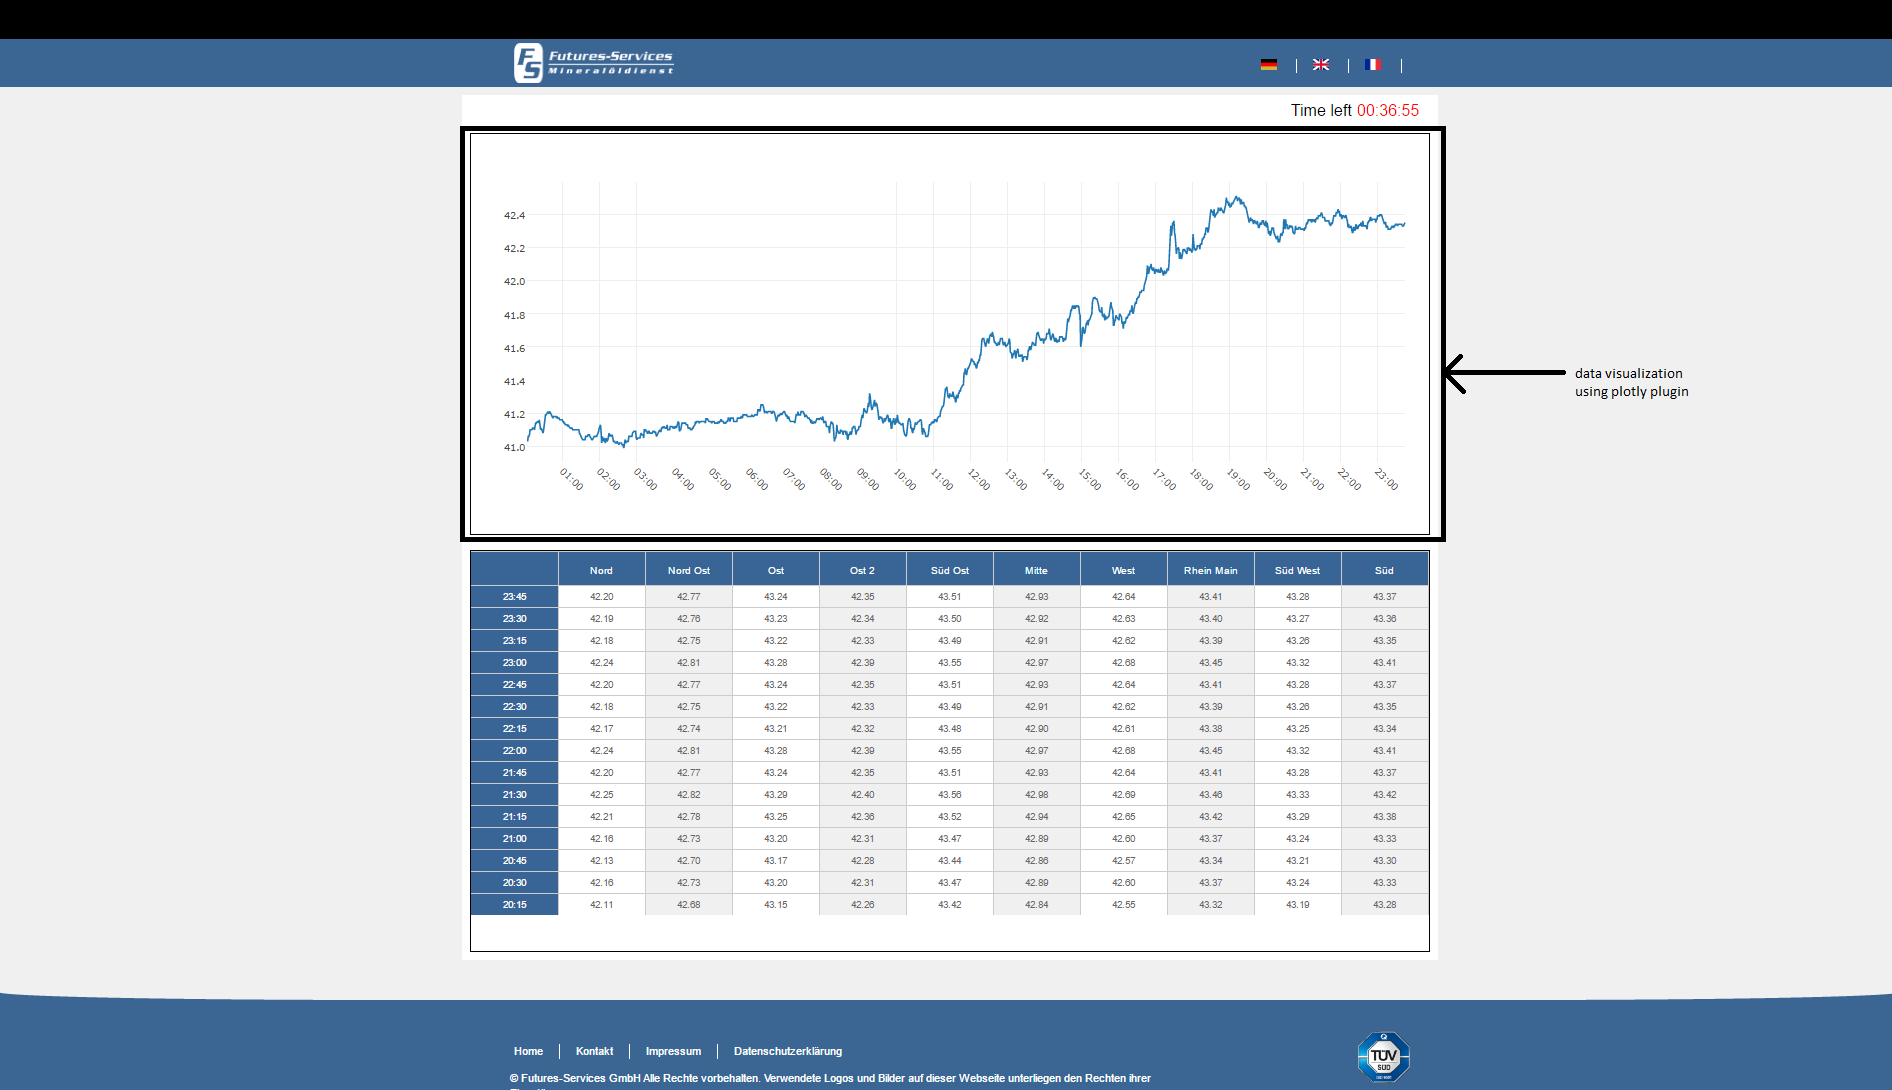 FS Futures-Services
Mineralöldienst
Time left 00:36:55
42.4
42.2
42.0
41.8
41.6
41.4
41.2
41.0
01:00 02:00 03:00 04:00 05:00 06:00 07:00 08:00 09:00 10:00 11:00 12:00 13:00 14:00 15:00 16:00 17:00 18:00 19:00 20:00 21:00 22:00 23:00
data visualization
using plotly plugin
Nord Nord Ost Ost Ost 2 Süd Ost Mitte West Rhein Main Süd West Süd
23:45 42.20 42.77 43.24 42.35 43.51 42.93 42.64 43.41 43.28 43.37
23:30 42.19 42.76 43.23 42.34 43.50 42.92 42.63 43.40 43.27 43.36
23:15 42.18 42.75 43.22 42.33 43.49 42.91 42.62 43.39 43.26 43.35
23:00 42.24 42.81 43.28 42.39 43.55 42.97 42.68 43.45 43.32 43.41
22:45 42.20 42.77 43.24 42.35 43.51 42.93 42.64 43.41 43.28 43.37
22:30 42.18 42.75 43.22 42.33 43.49 42.91 42.62 43.39 43.26 43.35
22:15 42.17 42.74 43.21 42.32 43.48 42.90 42.61 43.38 43.25 43.34
22:00 42.24 42.81 43.28 42.39 43.55 42.97 42.68 43.45 43.32 43.41
21:45 42.20 42.77 43.24 42.35 43.51 42.93 42.64 43.41 43.28 43.37
21:30 42.25 42.82 43.29 42.40 43.56 42.98 42.69 43.46 43.33 43.42
21:15 42.21 42.78 43.25 42.36 43.52 42.94 42.65 43.42 43.29 43.38
21:00 42.16 42.73 43.20 42.31 43.47 42.89 42.60 43.37 43.24 43.33
20:45 42.13 42.70 43.17 42.28 43.44 42.86 42.57 43.34 43.21 43.30
20:30 42.16 42.73 43.20 42.31 43.47 42.89 42.60 43.37 43.24 43.33
20:15 42.11 42.68 43.15 42.26 43.42 42.84 42.55 43.32 43.19 43.28
Home Kontakt Impressum Datenschutzerklärung
TÜV
SÜD
© Futures-Services GmbH Alle Rechte vorbehalten. Verwendete Logos und Bilder auf dieser Webseite unterliegen den Rechten ihrer